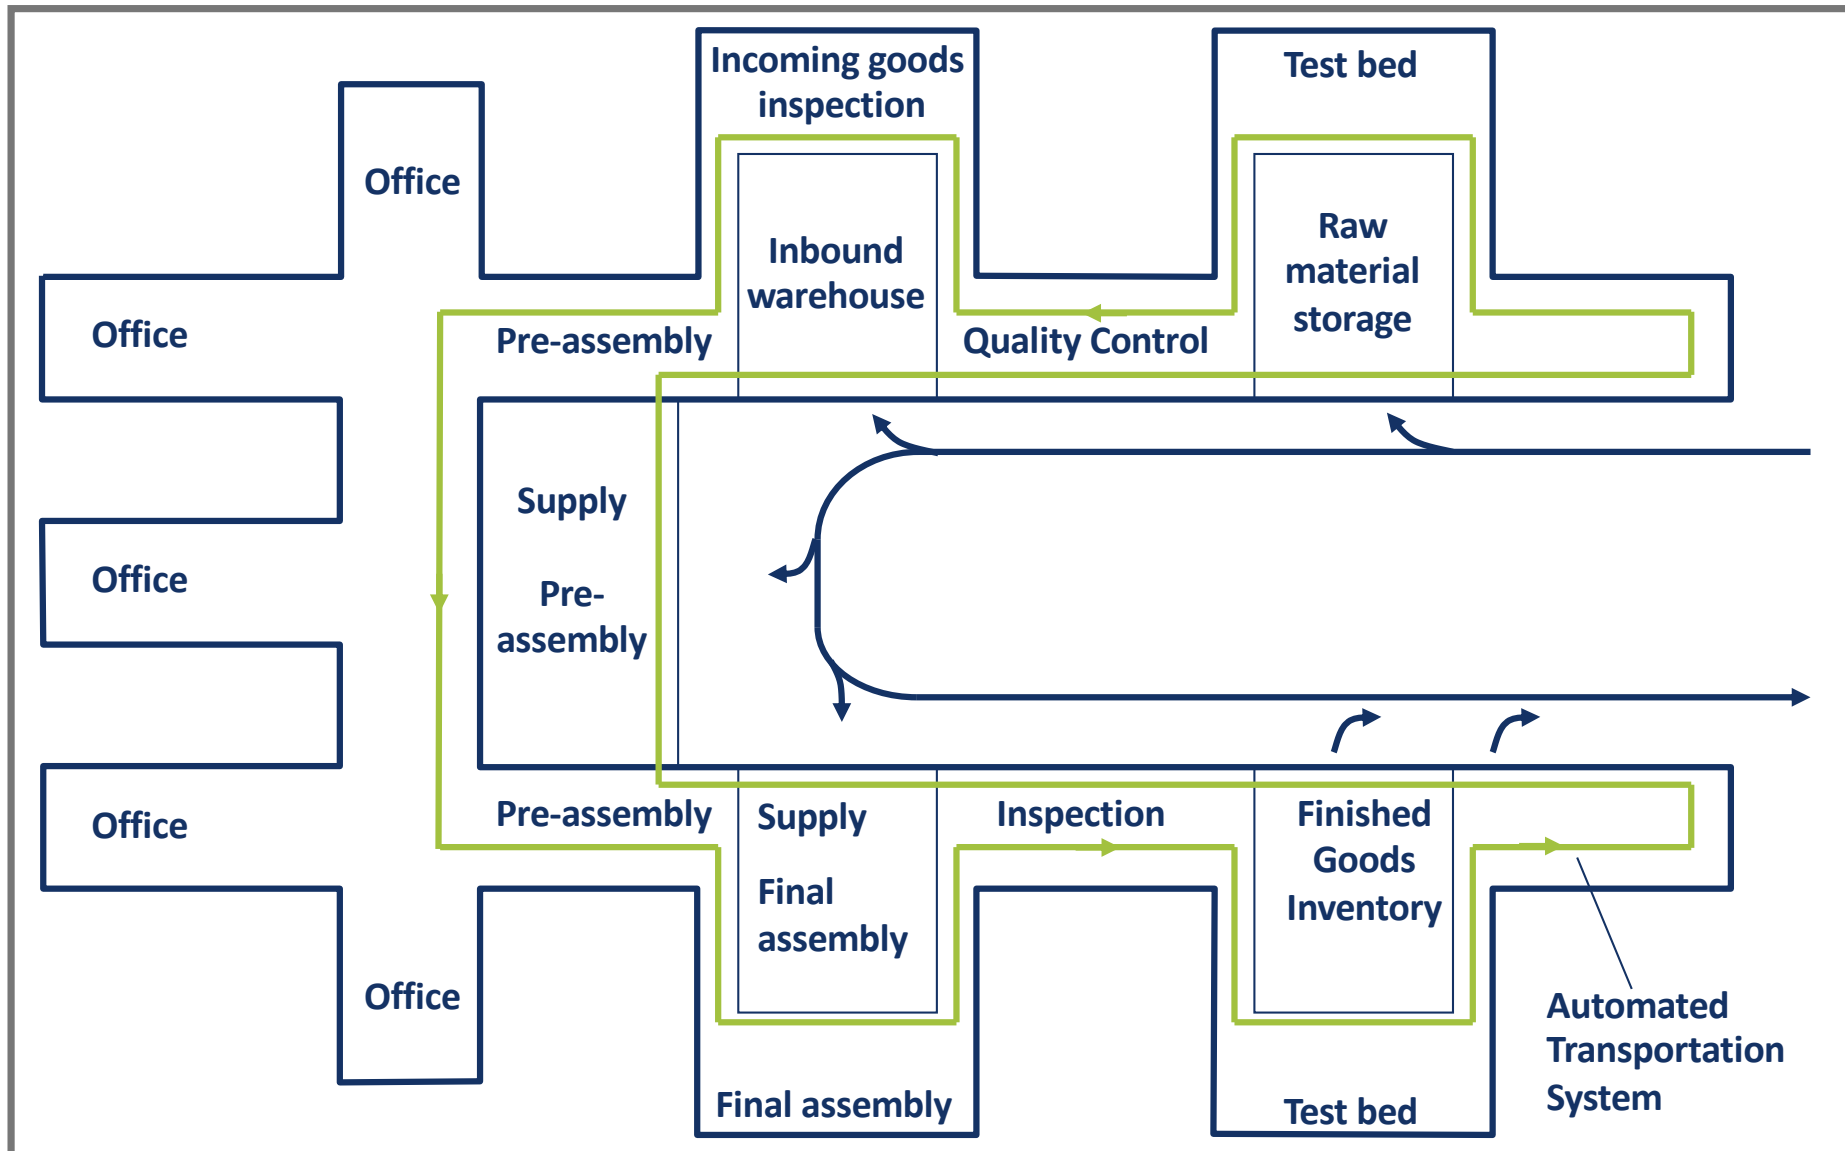 Incoming goods
inspection
Test bed
Office
Inbound
warehouse
Raw
material
storage
Office
Pre-assembly
Quality Control
Supply
Pre-
assembly
Office
Office
Pre-assembly
Supply
Final
assembly
Inspection
Finished
Goods
Inventory
Office
Automated
Transportation
System
Final assembly
Test bed